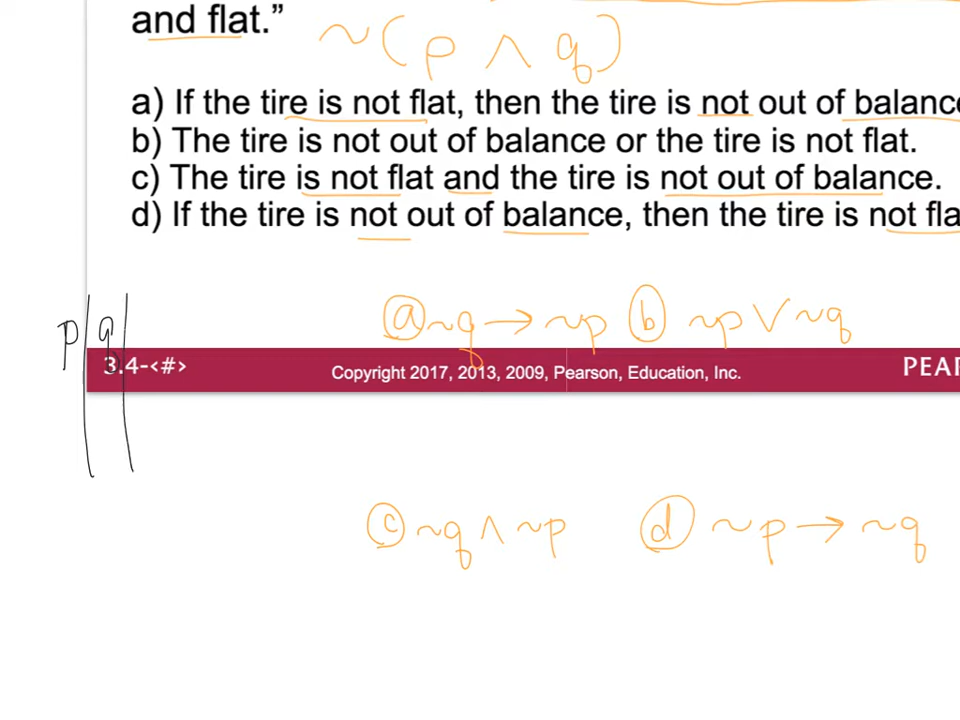 and flat.”
~(p ∧ q)
a) If the tire is not flat, then the tire is not out of balance
b) The tire is not out of balance or the tire is not flat.
c) The tire is not flat and the tire is not out of balance.
d) If the tire is not out of balance, then the tire is not fla
p q
ⓐ ~q → ~p ⓑ ~p ∨ ~q
3.4-<#> Copyright 2017, 2013, 2009, Pearson, Education, Inc. PEAR
ⓒ ~q ∧ ~p ⓓ ~p → ~q